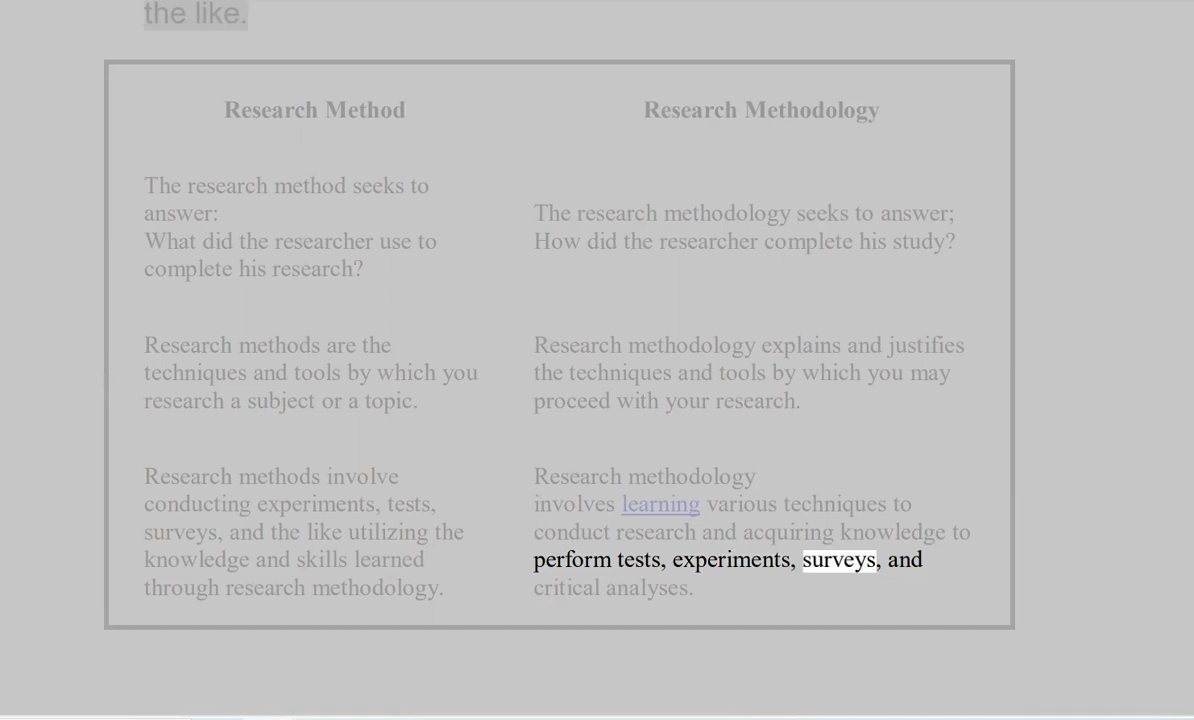 the like.
Research Method
Research Methodology
The research method seeks to
answer:
What did the researcher use to
complete his research?
The research methodology seeks to answer;
How did the researcher complete his study?
Research methods are the
techniques and tools by which you
research a subject or a topic.
Research methodology explains and justifies
the techniques and tools by which you may
proceed with your research.
Research methods involve
conducting experiments, tests,
surveys, and the like utilizing the
knowledge and skills learned
through research methodology.
Research methodology
involves learning various techniques to
conduct research and acquiring knowledge to
perform tests, experiments, surveys, and
critical analyses.